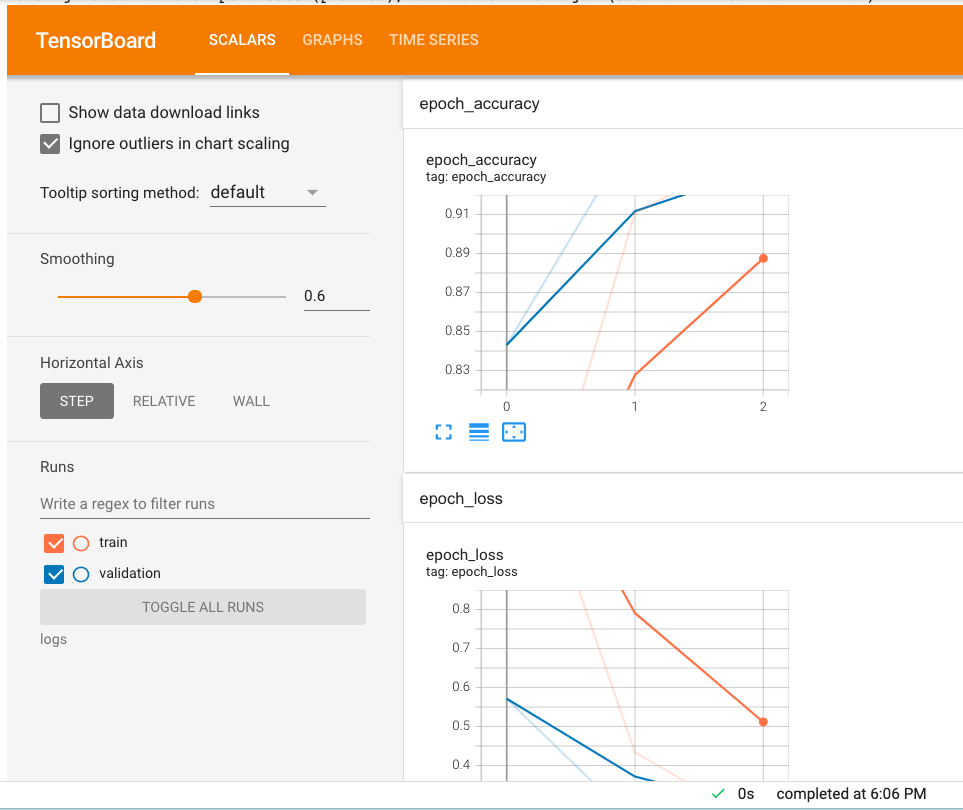 TensorBoard SCALARS GRAPHS TIME SERIES
Show data download links
Ignore outliers in chart scaling
Tooltip sorting method: default
Smoothing
0.6
Horizontal Axis
STEP RELATIVE WALL
Runs
Write a regex to filter runs
train
validation
TOGGLE ALL RUNS
logs
epoch_accuracy
epoch_accuracy
tag: epoch_accuracy
0.91
0.89
0.87
0.85
0.83
0 1 2
epoch_loss
epoch_loss
tag: epoch_loss
0.8
0.7
0.6
0.5
0.4
0s completed at 6:06 PM